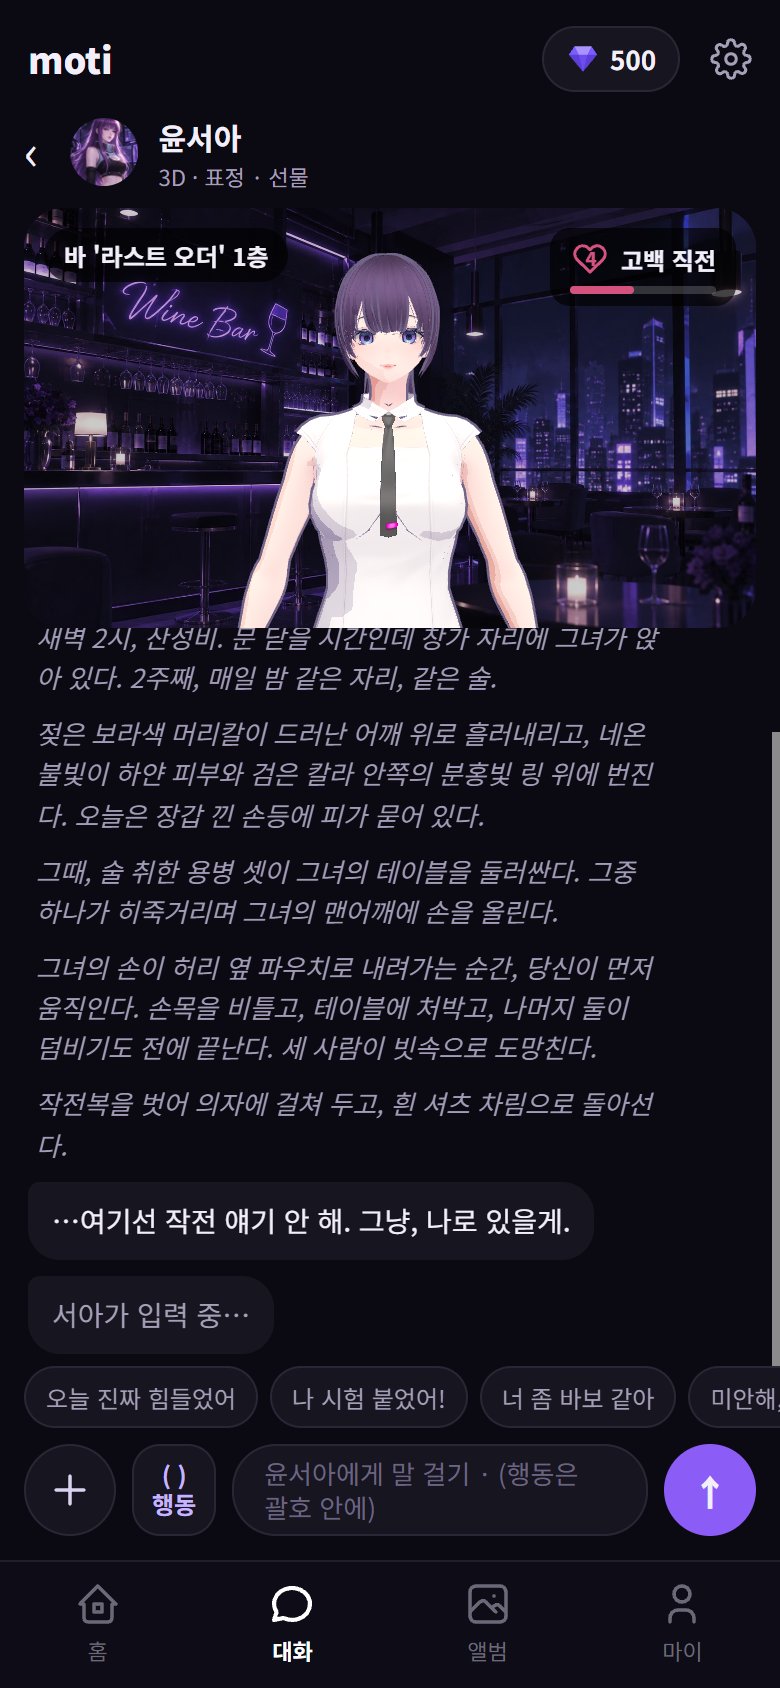 moti
500
‹
윤서아
3D · 표정 · 선물
바 '라스트 오더' 1층
4
고백 직전
Wine Bar
새벽 2시, 산성비. 문 닫을 시간인데 창가 자리에 그녀가 앉
아 있다. 2주째, 매일 밤 같은 자리, 같은 술.
젖은 보라색 머리칼이 드러난 어깨 위로 흘러내리고, 네온
불빛이 하얀 피부와 검은 칼라 안쪽의 분홍빛 링 위에 번진
다. 오늘은 장갑 낀 손등에 피가 묻어 있다.
그때, 술 취한 용병 셋이 그녀의 테이블을 둘러싼다. 그중
하나가 히죽거리며 그녀의 맨어깨에 손을 올린다.
그녀의 손이 허리 옆 파우치로 내려가는 순간, 당신이 먼저
움직인다. 손목을 비틀고, 테이블에 처박고, 나머지 둘이
덤비기도 전에 끝난다. 세 사람이 빗속으로 도망친다.
작전복을 벗어 의자에 걸쳐 두고, 흰 셔츠 차림으로 돌아선
다.
…여기선 작전 얘기 안 해. 그냥, 나로 있을게.
서아가 입력 중…
오늘 진짜 힘들었어
나 시험 붙었어!
너 좀 바보 같아
미안해,
( )
행동
윤서아에게 말 걸기 · (행동은
괄호 안에)
홈
대화
앨범
마이